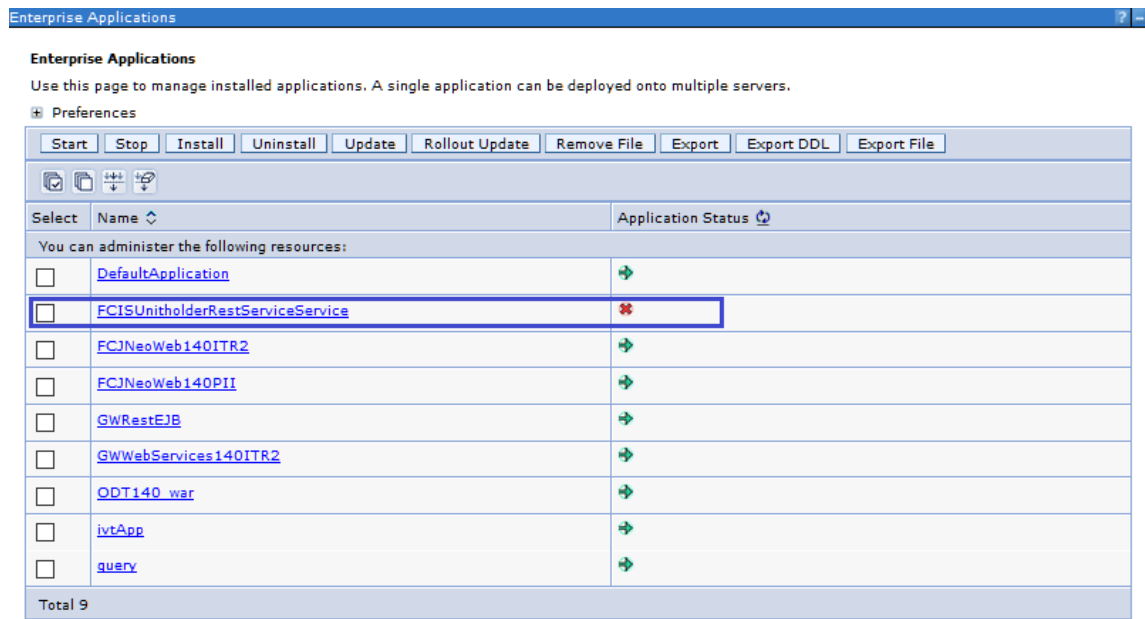 Enterprise Applications ? -
Enterprise Applications
Use this page to manage installed applications. A single application can be deployed onto multiple servers.
Preferences
Start Stop Install Uninstall Update Rollout Update Remove File Export Export DDL Export File
Select Name Application Status
You can administer the following resources:
DefaultApplication
FCISUnitholderRestServiceService
FCJNeoWeb140ITR2
FCJNeoWeb140PII
GWRestEJB
GWWebServices140ITR2
ODT140_war
ivtApp
query
Total 9